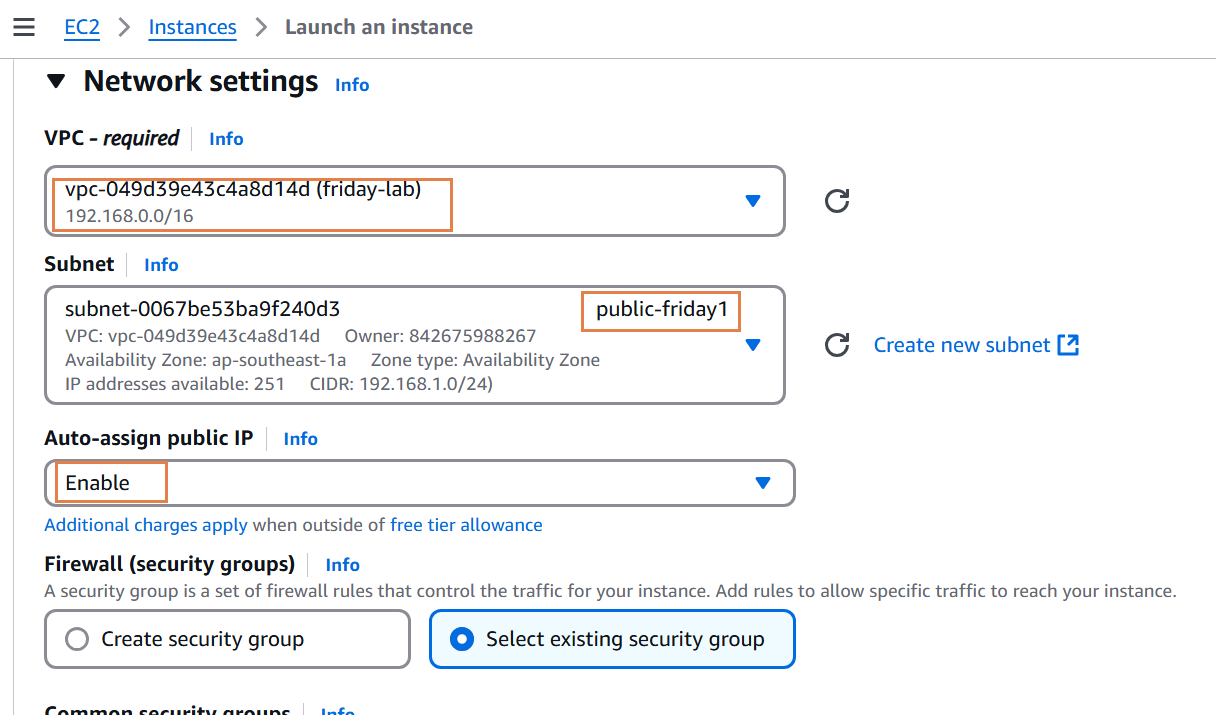 EC2 > Instances > Launch an instance
Network settings Info
VPC - required Info
vpc-049d39e43c4a8d14d (friday-lab)
192.168.0.0/16
Subnet Info
subnet-0067be53ba9f240d3 public-friday1
VPC: vpc-049d39e43c4a8d14d Owner: 842675988267
Availability Zone: ap-southeast-1a Zone type: Availability Zone
IP addresses available: 251 CIDR: 192.168.1.0/24)
Create new subnet
Auto-assign public IP Info
Enable
Additional charges apply when outside of free tier allowance
Firewall (security groups) Info
A security group is a set of firewall rules that control the traffic for your instance. Add rules to allow specific traffic to reach your instance.
Create security group Select existing security group
Common security groups Info